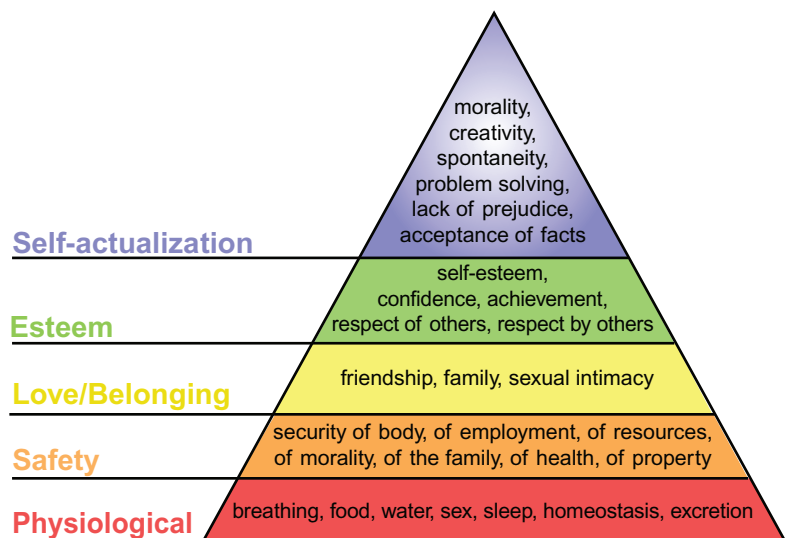 morality,
creativity,
spontaneity,
problem solving,
lack of prejudice,
acceptance of facts
Self-actualization
self-esteem,
confidence, achievement,
respect of others, respect by others
Esteem
friendship, family, sexual intimacy
Love/Belonging
security of body, of employment, of resources,
of morality, of the family, of health, of property
Safety
breathing, food, water, sex, sleep, homeostasis, excretion
Physiological